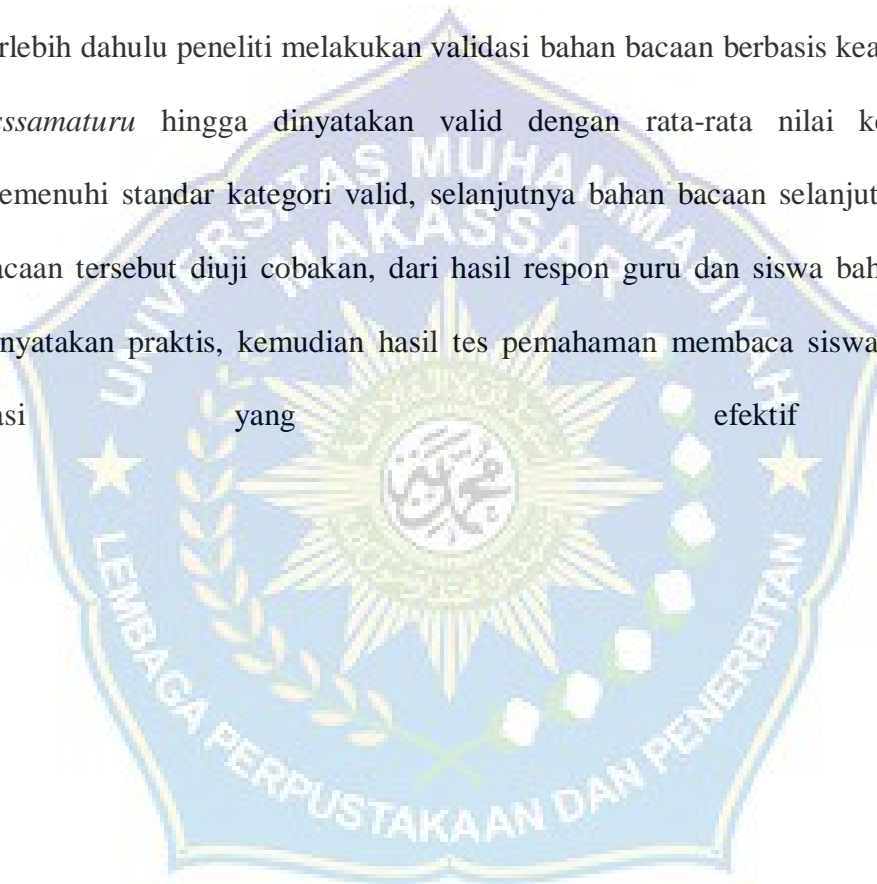 rlebih dahulu peneliti melakukan validasi bahan bacaan berbasis kea
sssamaturu hingga dinyatakan valid dengan rata-rata nilai ke
emenuhi standar kategori valid, selanjutnya bahan bacaan selanjut
acaan tersebut diuji cobakan, dari hasil respon guru dan siswa bah
nyatakan praktis, kemudian hasil tes pemahaman membaca siswa
asi yang efektif
UNIVERSITAS MUHAMMADIYAH
MAKASSAR
LEMBAGA PERPUSTAKAAN DAN PENERBITAN